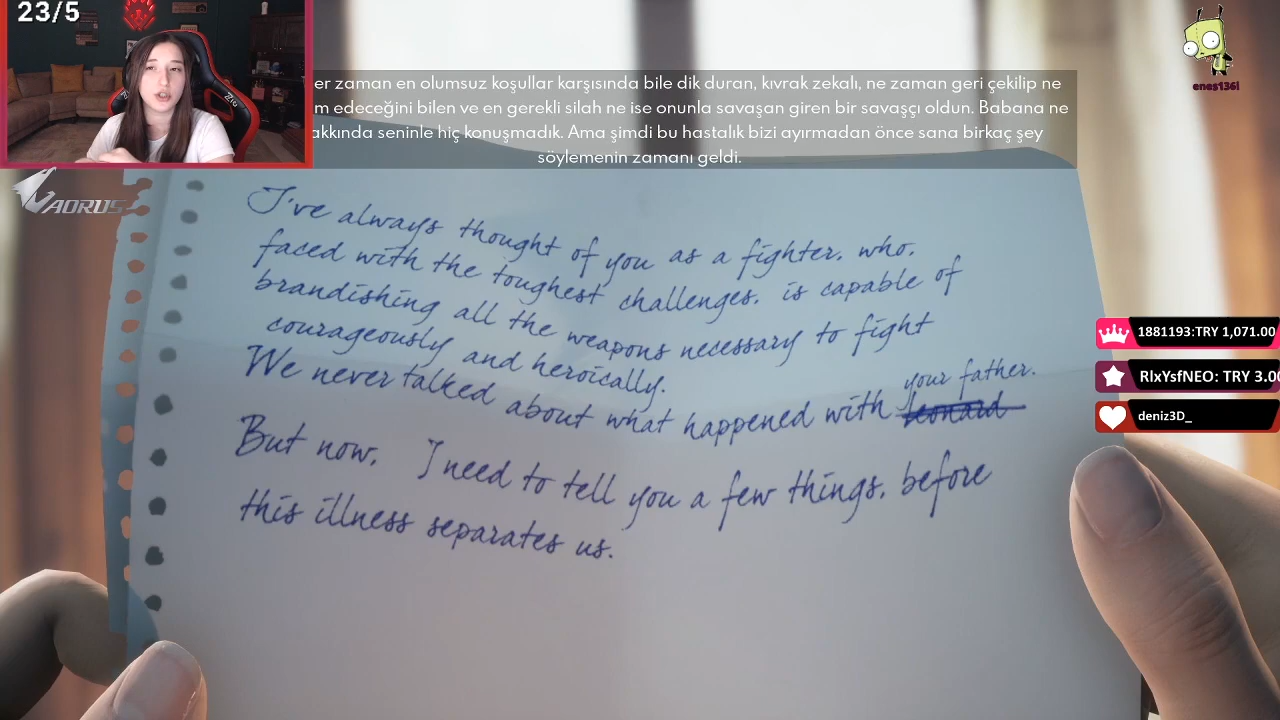 23/5
er zaman en olumsuz koşullar karşısında bile dik duran, kıvrak zekalı, ne zaman geri çekilip ne
m edeceğini bilen ve en gerekli silah ne ise onunla savaşan giren bir savaşçı oldun. Babana ne
akkında seninle hiç konuşmadık. Ama şimdi bu hastalık bizi ayırmadan önce sana birkaç şey
söylemenin zamanı geldi.
enes136l
AORUS
I've always thought of you as a fighter. who,
faced with the toughest challenges, is capable of
brandishing all the weapons necessary to fight
courageously and heroically.
We never talked about what happened with leonard your father.
But now, I need to tell you a few things, before
this illness separates us.
1881193:TRY 1,071.00
RlxYsfNEO: TRY 3.00
deniz3D_